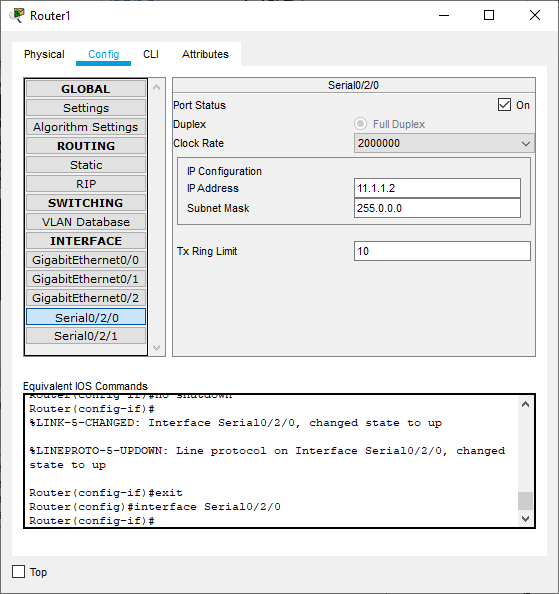 Router1
Physical Config CLI Attributes
GLOBAL
Settings
Algorithm Settings
ROUTING
Static
RIP
SWITCHING
VLAN Database
INTERFACE
GigabitEthernet0/0
GigabitEthernet0/1
GigabitEthernet0/2
Serial0/2/0
Serial0/2/1
Serial0/2/0
Port Status On
Duplex Full Duplex
Clock Rate 2000000
IP Configuration
IP Address 11.1.1.2
Subnet Mask 255.0.0.0
Tx Ring Limit 10
Equivalent IOS Commands
Router(config-if)#no shutdown
Router(config-if)#
%LINK-5-CHANGED: Interface Serial0/2/0, changed state to up
%LINEPROTO-5-UPDOWN: Line protocol on Interface Serial0/2/0, changed
state to up
Router(config-if)#exit
Router(config)#interface Serial0/2/0
Router(config-if)#
Top